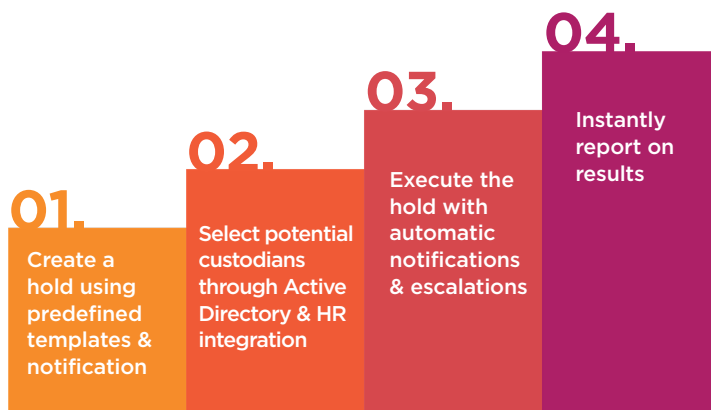 01.
Create a
hold using
predefined
templates &
notification
02.
Select potential
custodians
through Active
Directory & HR
integration
03.
Execute the
hold with
automatic
notifications
& escalations
04.
Instantly
report on
results